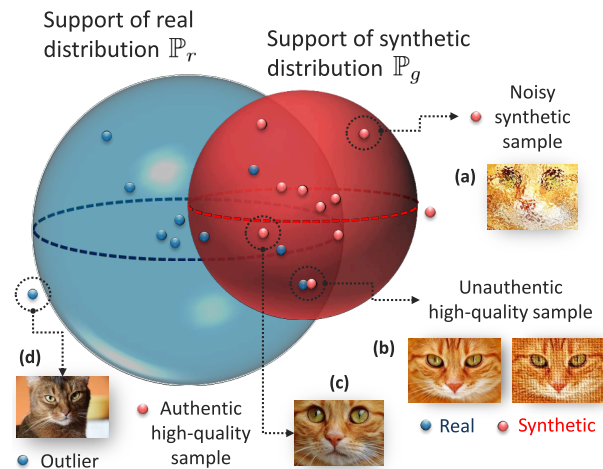 Support of real
distribution ℙr
Support of synthetic
distribution ℙg
Noisy
synthetic
sample
(a)
Unauthentic
high-quality sample
(b)
(d)
(c)
Authentic
high-quality
sample
Real
Synthetic
Outlier